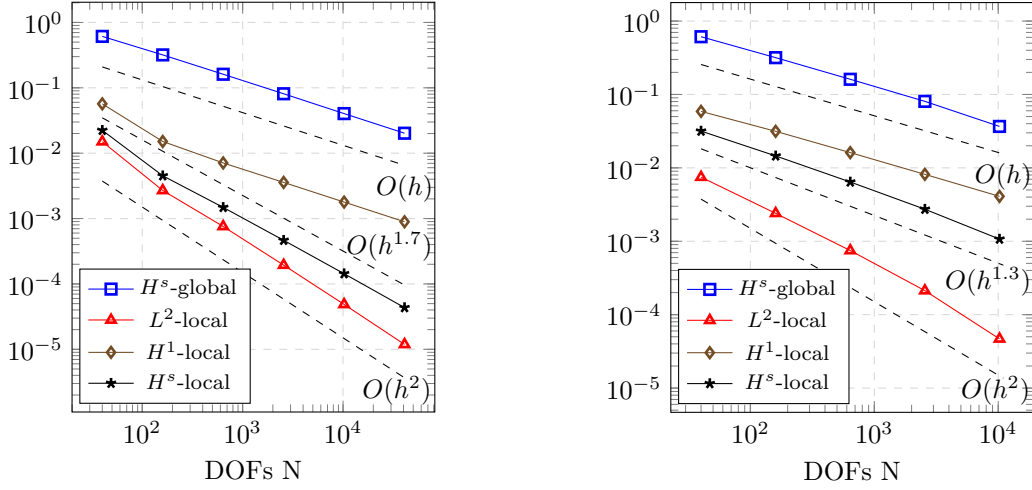 10^0
10^{-1}
10^{-2}
10^{-3}
10^{-4}
10^{-5}
O(h)
O(h^{1.7})
O(h^2)
H^s-global
L^2-local
H^1-local
H^s-local
10^2
10^3
10^4
DOFs N
10^0
10^{-1}
10^{-2}
10^{-3}
10^{-4}
10^{-5}
O(h)
O(h^{1.3})
O(h^2)
H^s-global
L^2-local
H^1-local
H^s-local
10^2
10^3
10^4
DOFs N